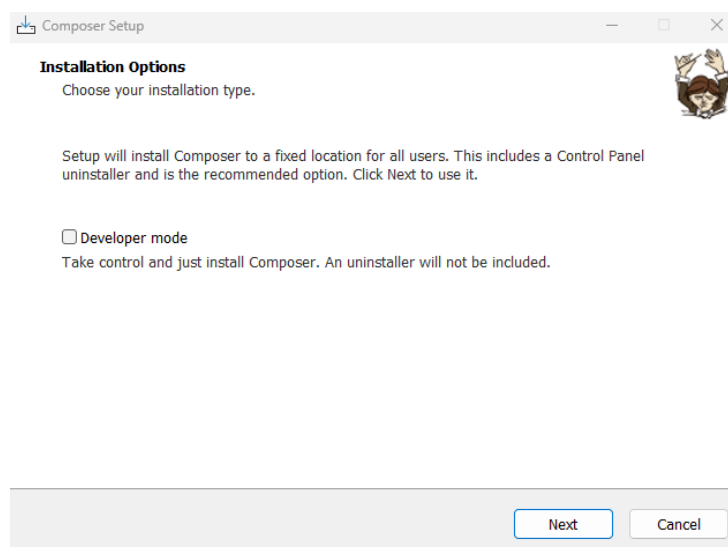 Composer Setup
Installation Options
Choose your installation type.
Setup will install Composer to a fixed location for all users. This includes a Control Panel
uninstaller and is the recommended option. Click Next to use it.
Developer mode
Take control and just install Composer. An uninstaller will not be included.
Next
Cancel